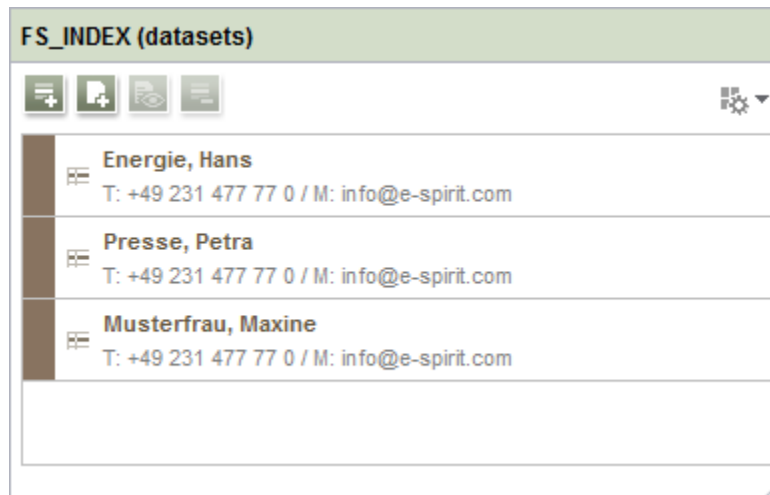 FS_INDEX (datasets)
Energie, Hans
T: +49 231 477 77 0 / M: info@e-spirit.com
Presse, Petra
T: +49 231 477 77 0 / M: info@e-spirit.com
Musterfrau, Maxine
T: +49 231 477 77 0 / M: info@e-spirit.com